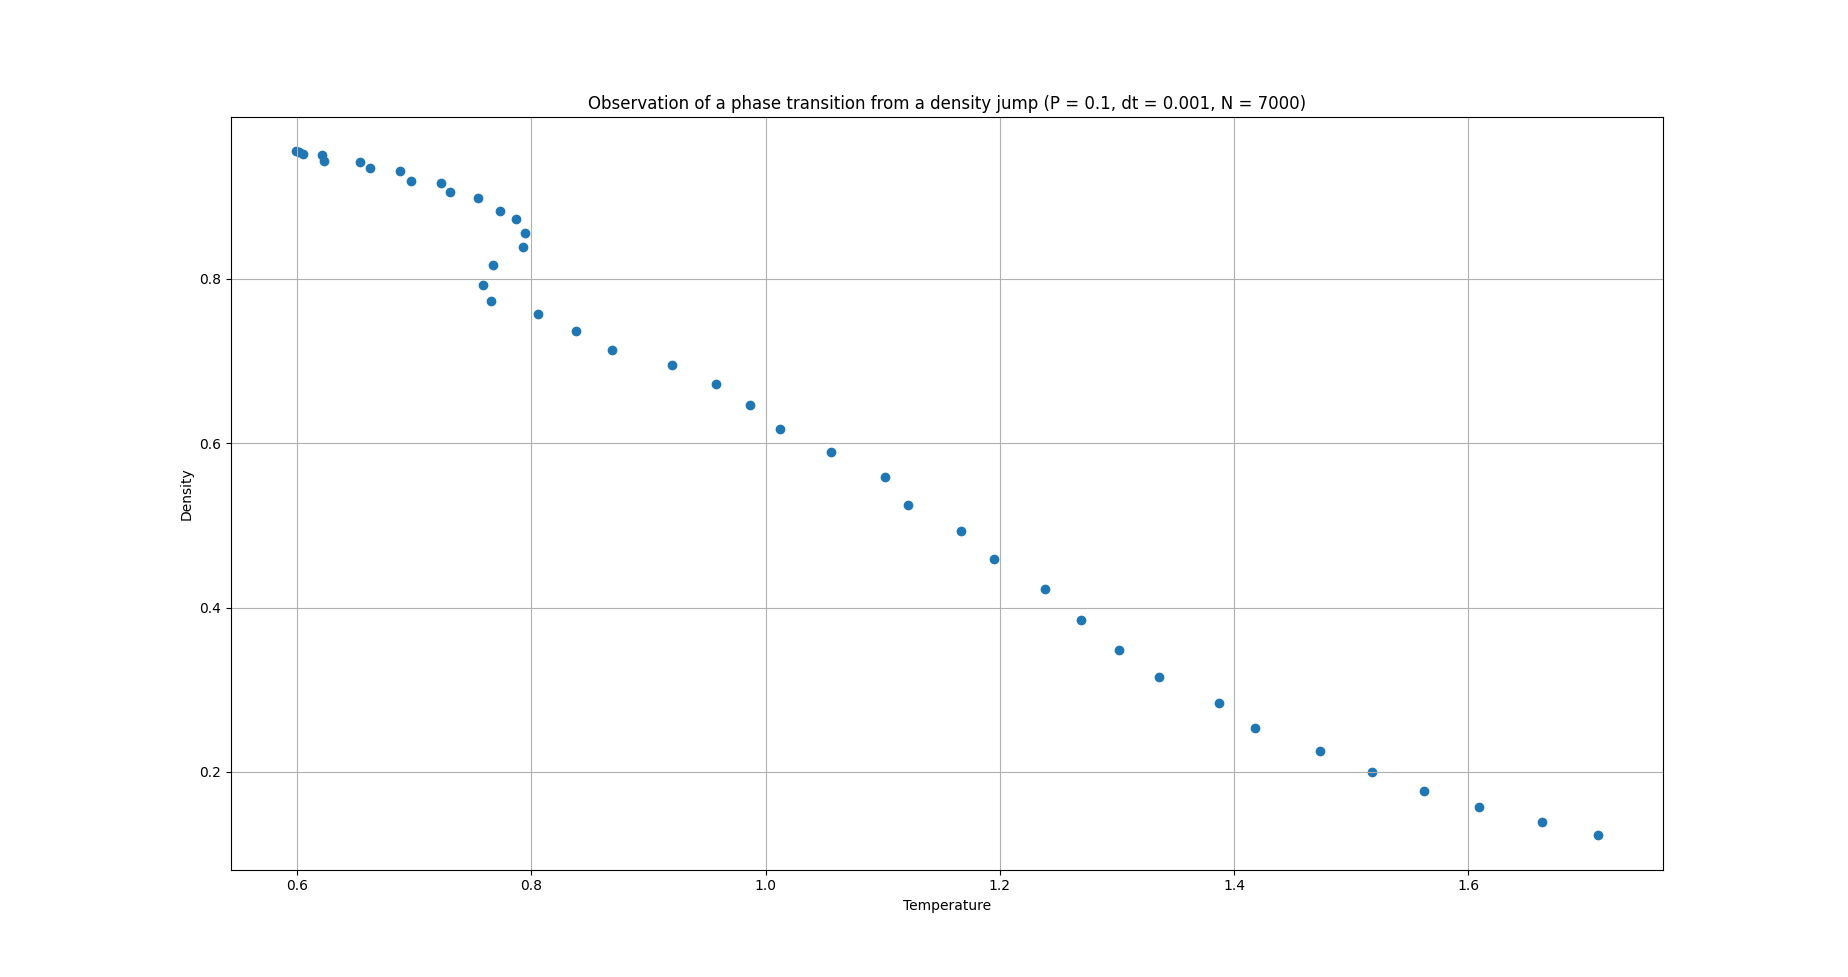 Observation of a phase transition from a density jump (P = 0.1, dt = 0.001, N = 7000)
Density
0.8
0.6
0.4
0.2
0.6 0.8 1.0 1.2 1.4 1.6
Temperature